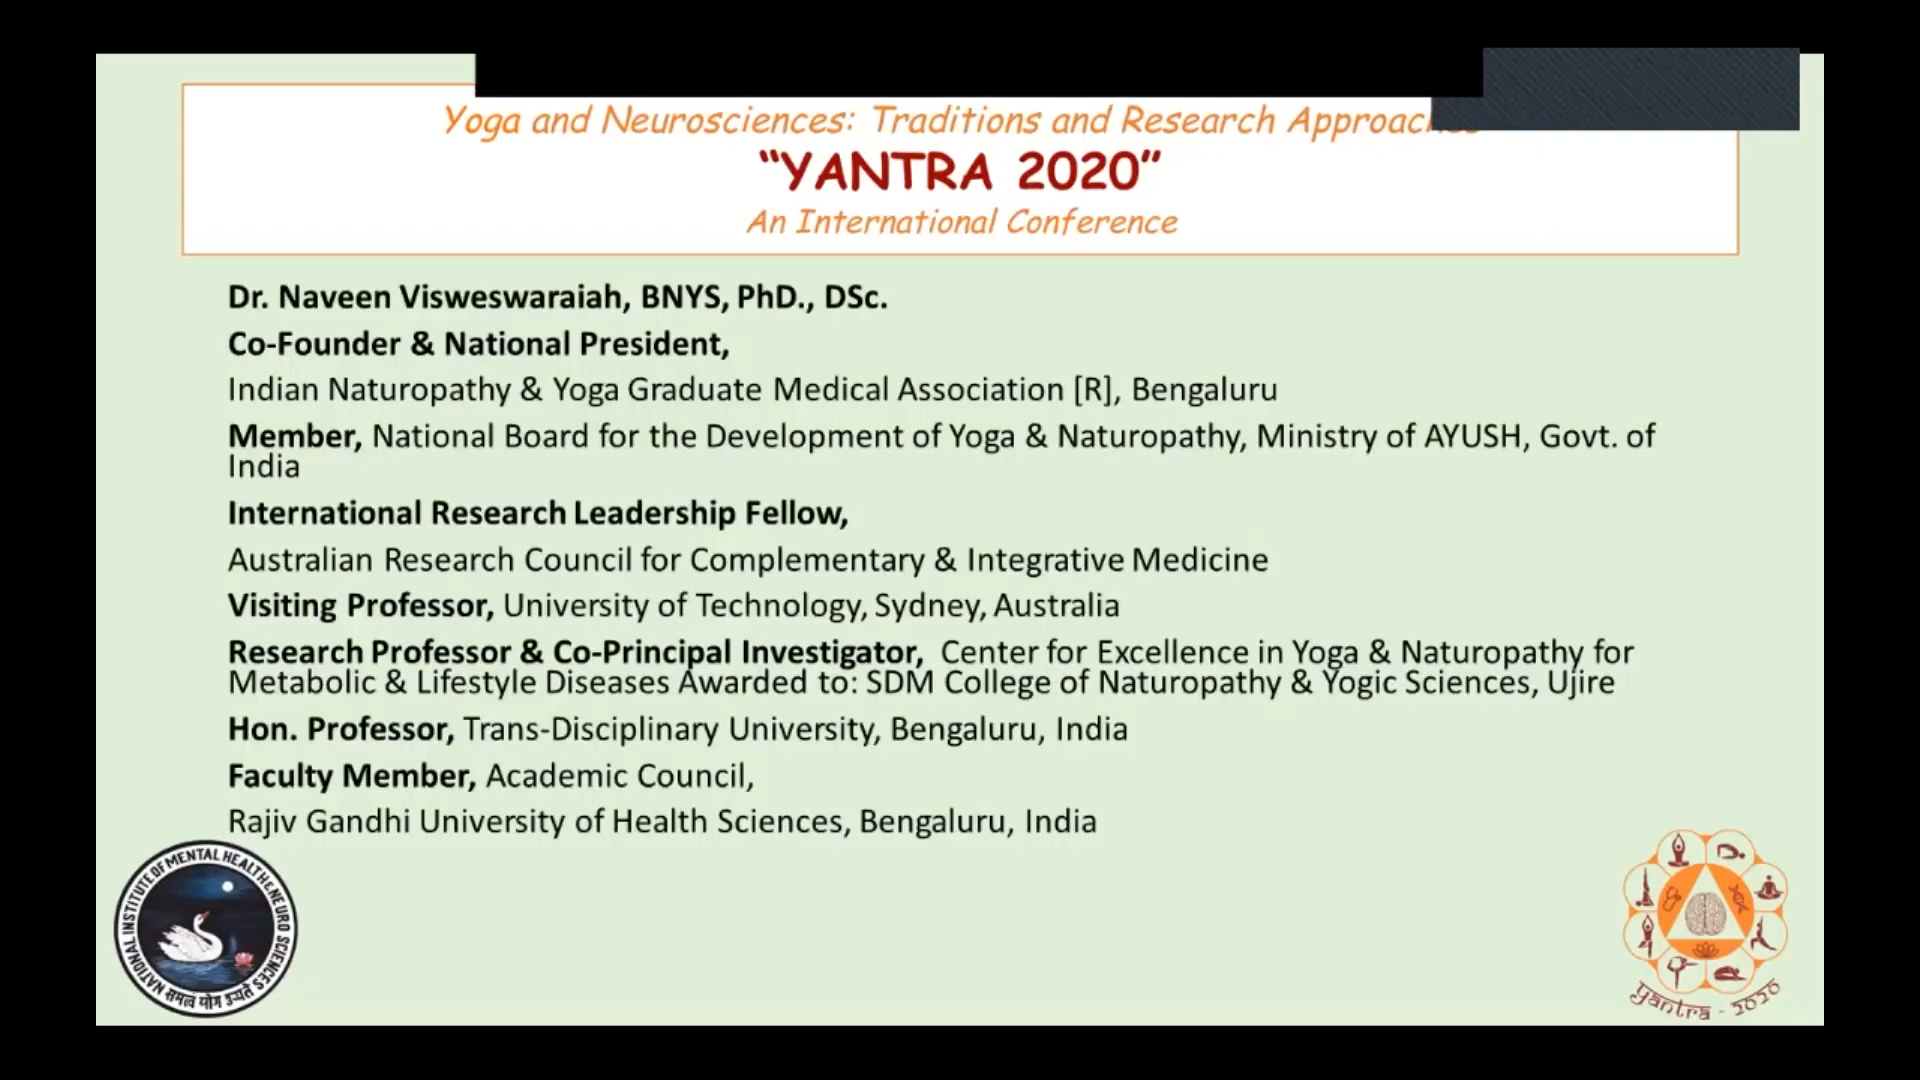 Yoga and Neurosciences: Traditions and Research
“YANTRA 2020”
An International Conference
Dr. Naveen Visweswaraiah, BNYS, PhD., DSc.
Co-Founder & National President,
Indian Naturopathy & Yoga Graduate Medical Association [R], Bengaluru
Member, National Board for the Development of Yoga & Naturopathy, Ministry of AYUSH, Govt. of
India
International Research Leadership Fellow,
Australian Research Council for Complementary & Integrative Medicine
Visiting Professor, University of Technology, Sydney, Australia
Research Professor & Co-Principal Investigator, Center for Excellence in Yoga & Naturopathy for
Metabolic & Lifestyle Diseases Awarded to: SDM College of Naturopathy & Yogic Sciences, Ujire
Hon. Professor, Trans-Disciplinary University, Bengaluru, India
Faculty Member, Academic Council,
Rajiv Gandhi University of Health Sciences, Bengaluru, India
NATIONAL INSTITUTE OF MENTAL HEALTH & NEURO SCIENCES
समत्वं योग उच्यते
Yantra - 2020